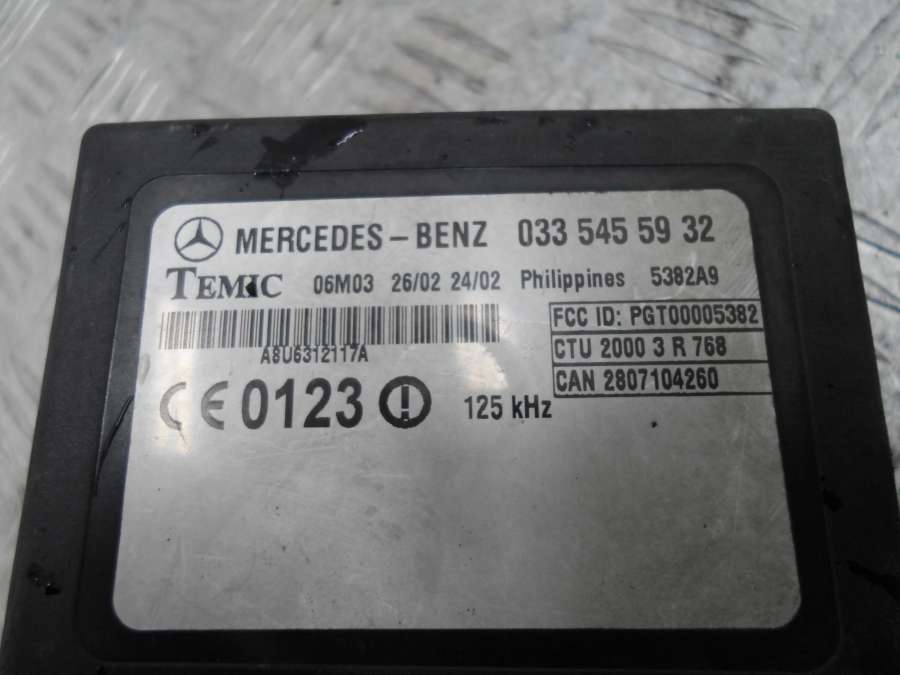 MERCEDES-BENZ 033 545 59 32
TEMIC 06M03 26/02 24/02 Philippines 5382A9
FCC ID: PGT00005382
A8U6312117A
CTU 2000 3 R 768
CAN 2807104260
CE 0123 125 kHz